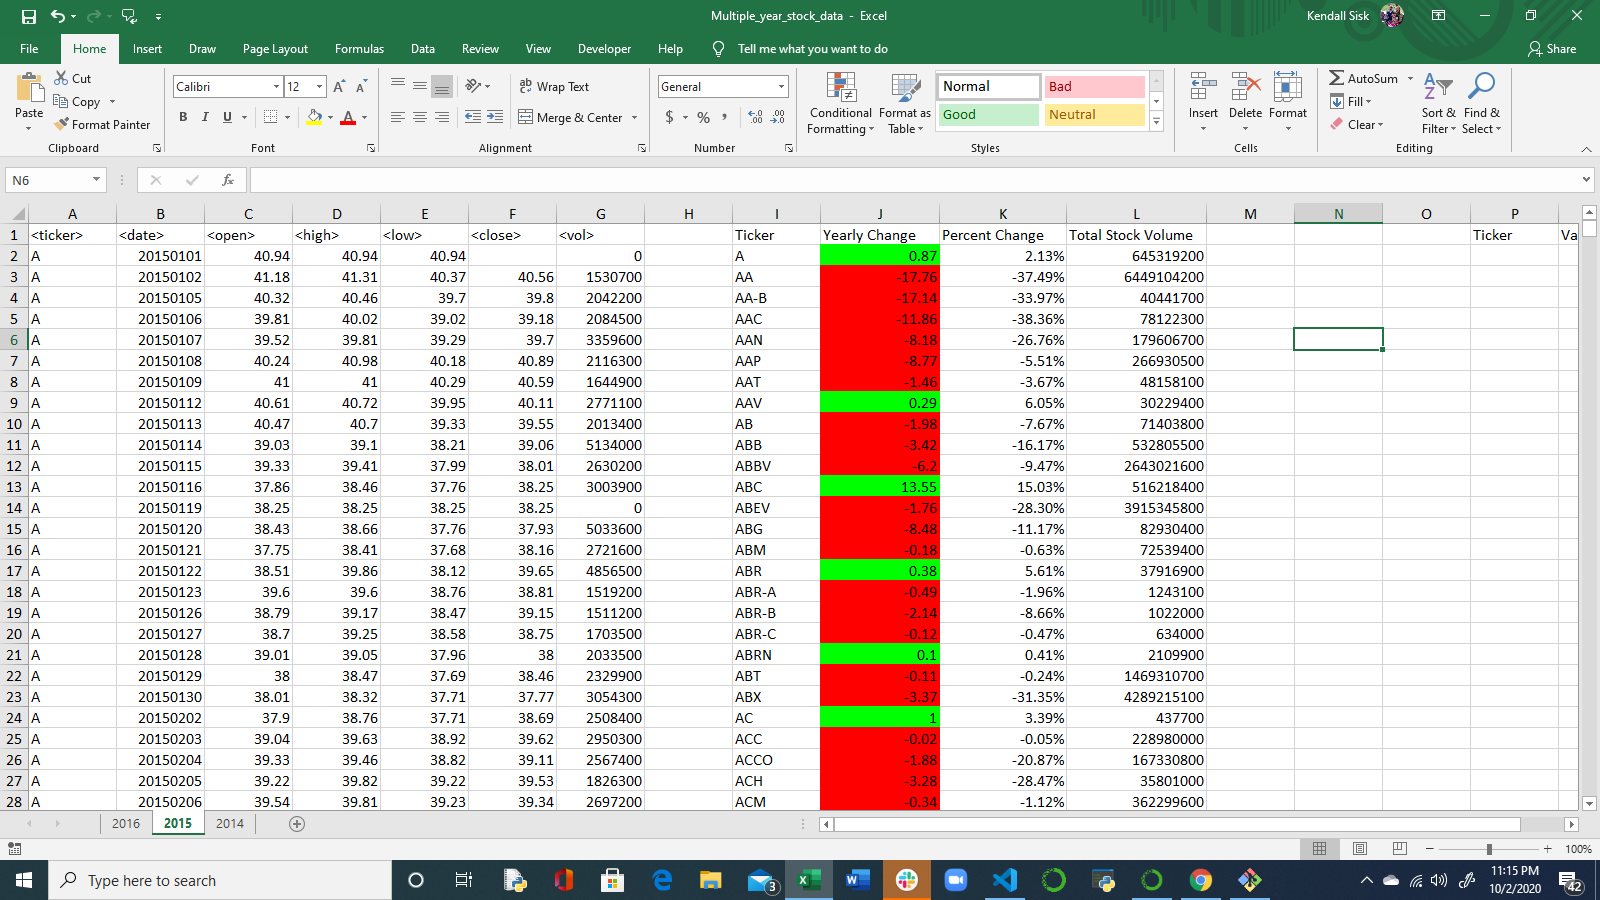 Multiple_year_stock_data - Excel
Kendall Sisk
File Home Insert Draw Page Layout Formulas Data Review View Developer Help Tell me what you want to do Share
Paste Cut Copy Format Painter Clipboard
Calibri 12 A A B I U A Font
ab Wrap Text Merge & Center Alignment
General $ % , .00 .0 Number
Conditional Formatting Format as Table Normal Bad Good Neutral Styles
Insert Delete Format Cells
AutoSum Fill Clear Sort & Filter Find & Select Editing
N6 fx
A B C D E F G H I J K L M N O P
1 <ticker> <date> <open> <high> <low> <close> <vol> Ticker Yearly Change Percent Change Total Stock Volume Ticker Va
2 A 20150101 40.94 40.94 40.94 0 A 0.87 2.13% 645319200
3 A 20150102 41.18 41.31 40.37 40.56 1530700 AA -17.76 -37.49% 6449104200
4 A 20150105 40.32 40.46 39.7 39.8 2042200 AA-B -17.14 -33.97% 40441700
5 A 20150106 39.81 40.02 39.02 39.18 2084500 AAC -11.86 -38.36% 78122300
6 A 20150107 39.52 39.81 39.29 39.7 3359600 AAN -8.18 -26.76% 179606700
7 A 20150108 40.24 40.98 40.18 40.89 2116300 AAP -8.77 -5.51% 266930500
8 A 20150109 41 41 40.29 40.59 1644900 AAT -1.46 -3.67% 48158100
9 A 20150112 40.61 40.72 39.95 40.11 2771100 AAV 0.29 6.05% 30229400
10 A 20150113 40.47 40.7 39.33 39.55 2013400 AB -1.98 -7.67% 71403800
11 A 20150114 39.03 39.1 38.21 39.06 5134000 ABB -3.42 -16.17% 532805500
12 A 20150115 39.33 39.41 37.99 38.01 2630200 ABBV -6.2 -9.47% 2643021600
13 A 20150116 37.86 38.46 37.76 38.25 3003900 ABC 13.55 15.03% 516218400
14 A 20150119 38.25 38.25 38.25 38.25 0 ABEV -1.76 -28.30% 3915345800
15 A 20150120 38.43 38.66 37.76 37.93 5033600 ABG -8.48 -11.17% 82930400
16 A 20150121 37.75 38.41 37.68 38.16 2721600 ABM -0.18 -0.63% 72539400
17 A 20150122 38.51 39.86 38.12 39.65 4856500 ABR 0.38 5.61% 37916900
18 A 20150123 39.6 39.6 38.76 38.81 1519200 ABR-A -0.49 -1.96% 1243100
19 A 20150126 38.79 39.17 38.47 39.15 1511200 ABR-B -2.14 -8.66% 1022000
20 A 20150127 38.7 39.25 38.58 38.75 1703500 ABR-C -0.12 -0.47% 634000
21 A 20150128 39.01 39.05 37.96 38 2033500 ABRN 0.1 0.41% 2109900
22 A 20150129 38 38.47 37.69 38.46 2329900 ABT -0.11 -0.24% 1469310700
23 A 20150130 38.01 38.32 37.71 37.77 3054300 ABX -3.37 -31.35% 4289215100
24 A 20150202 37.9 38.76 37.71 38.69 2508400 AC 1 3.39% 437700
25 A 20150203 39.04 39.63 38.92 39.62 2950300 ACC -0.02 -0.05% 228980000
26 A 20150204 39.33 39.46 38.82 39.11 2567400 ACCO -1.88 -20.87% 167330800
27 A 20150205 39.22 39.82 39.22 39.53 1826300 ACH -3.28 -28.47% 35801000
28 A 20150206 39.54 39.81 39.23 39.34 2697200 ACM -0.34 -1.12% 362299600
2016 2015 2014
100%
Type here to search
3
11:15 PM
10/2/2020
42